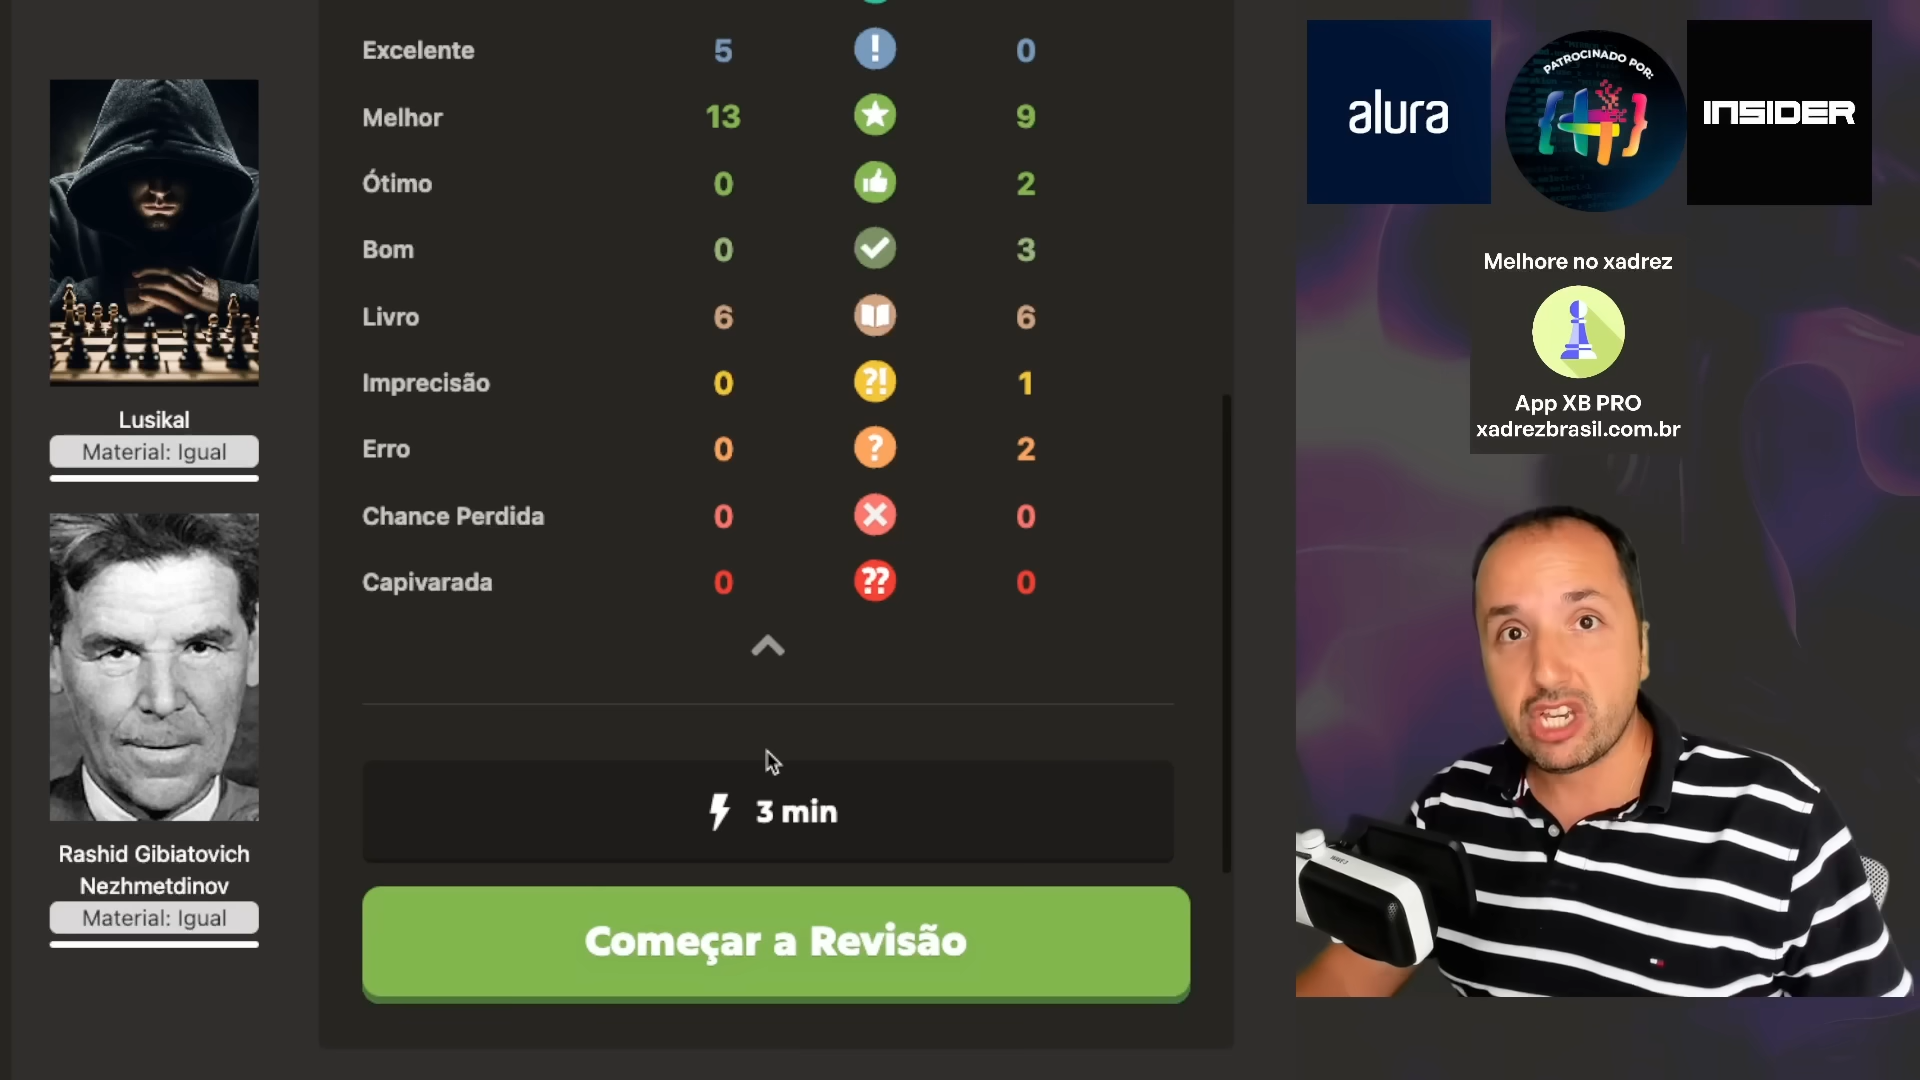 Excelente 5 ! 0
Melhor 13 9
Ótimo 0 2
Bom 0 3
Livro 6 6
Imprecisão 0 ?! 1
Erro 0 ? 2
Chance Perdida 0 0
Capivarada 0 ?? 0
3 min
Começar a Revisão
Lusikal
Material: Igual
Rashid Gibiatovich
Nezhmetdinov
Material: Igual
alura
PATROCINADO POR:
INSIDER
Melhore no xadrez
App XB PRO
xadrezbrasil.com.br